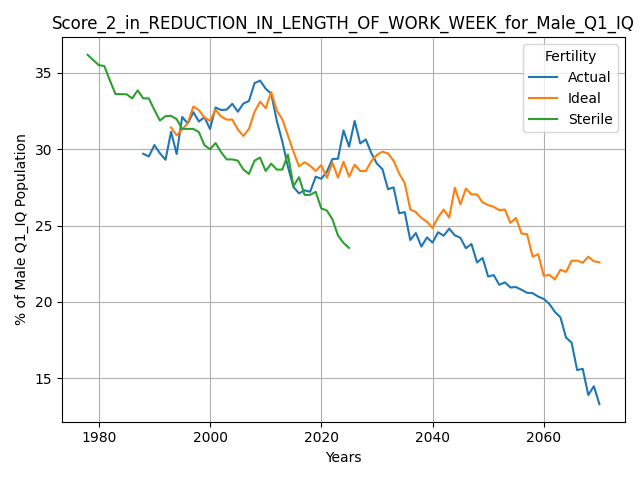 Score_2_in_REDUCTION_IN_LENGTH_OF_WORK_WEEK_for_Male_Q1_IQ
Fertility
Actual
Ideal
Sterile
% of Male Q1_IQ Population
35
30
25
20
15
1980
2000
2020
2040
2060
Years